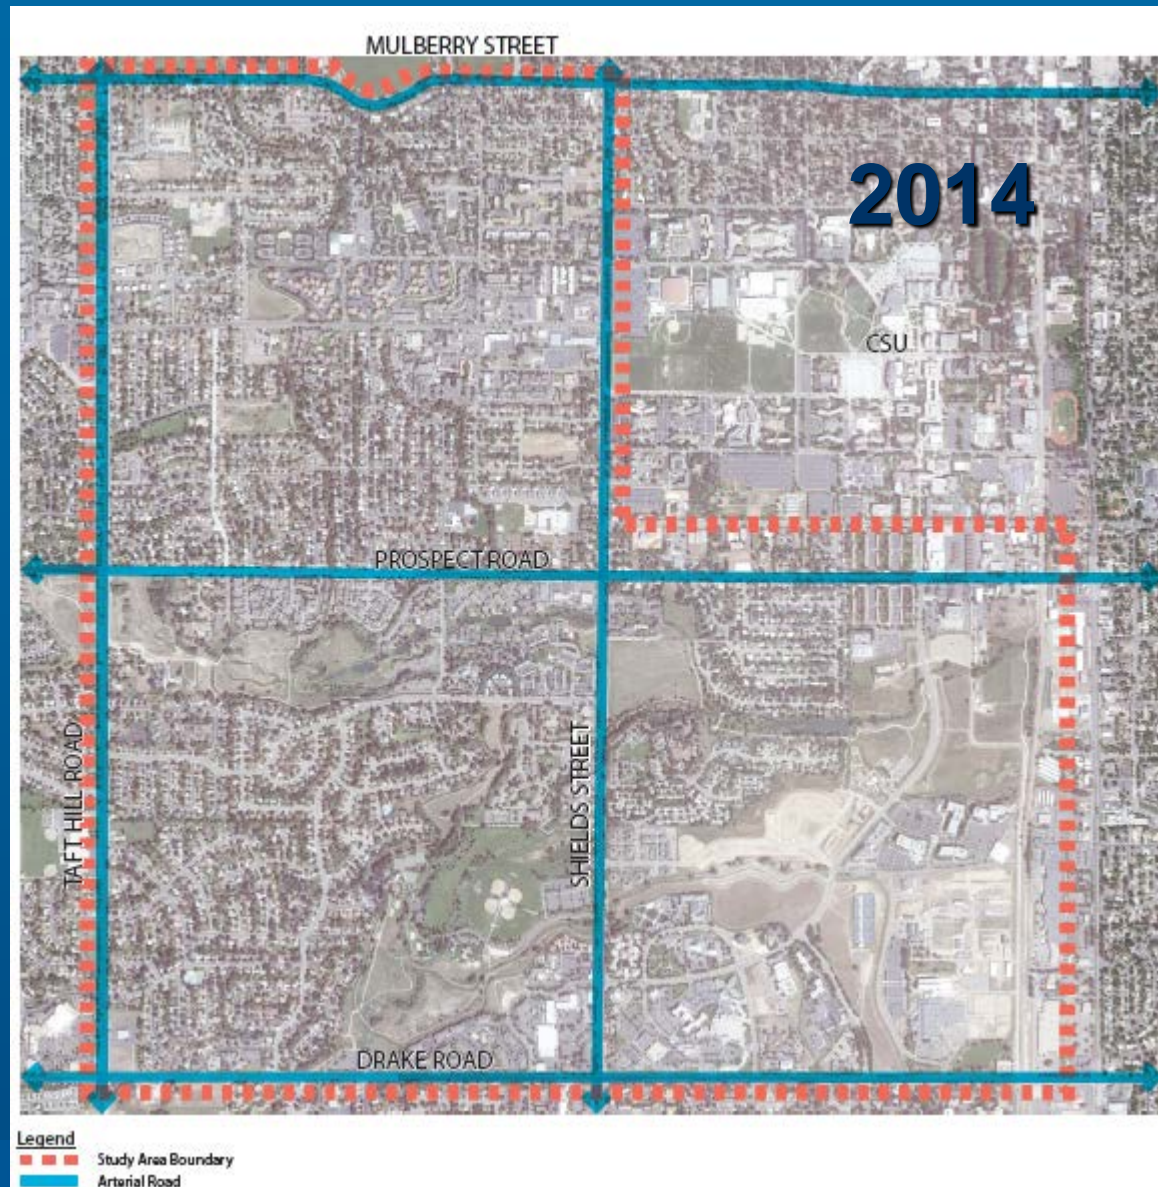 MULBERRY STREET
2014
CSU
PROSPECT ROAD
TAFT HILL ROAD
SHIELDS STREET
DRAKE ROAD
Legend
Study Area Boundary
Arterial Road